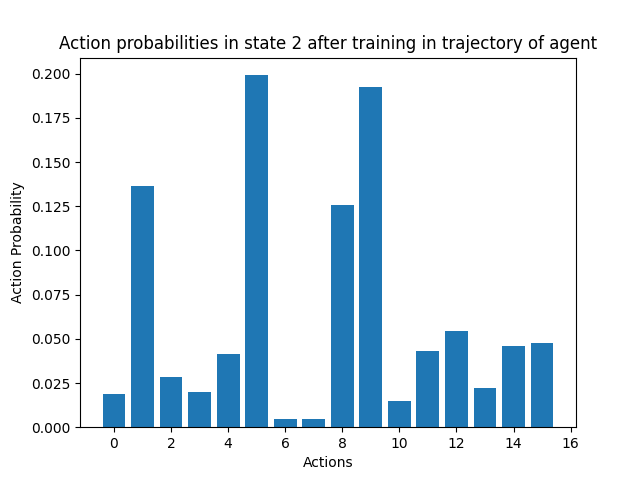 Action probabilities in state 2 after training in trajectory of agent
0.200
0.175
0.150
0.125
0.100
0.075
0.050
0.025
0.000
Action Probability
0 2 4 6 8 10 12 14 16
Actions